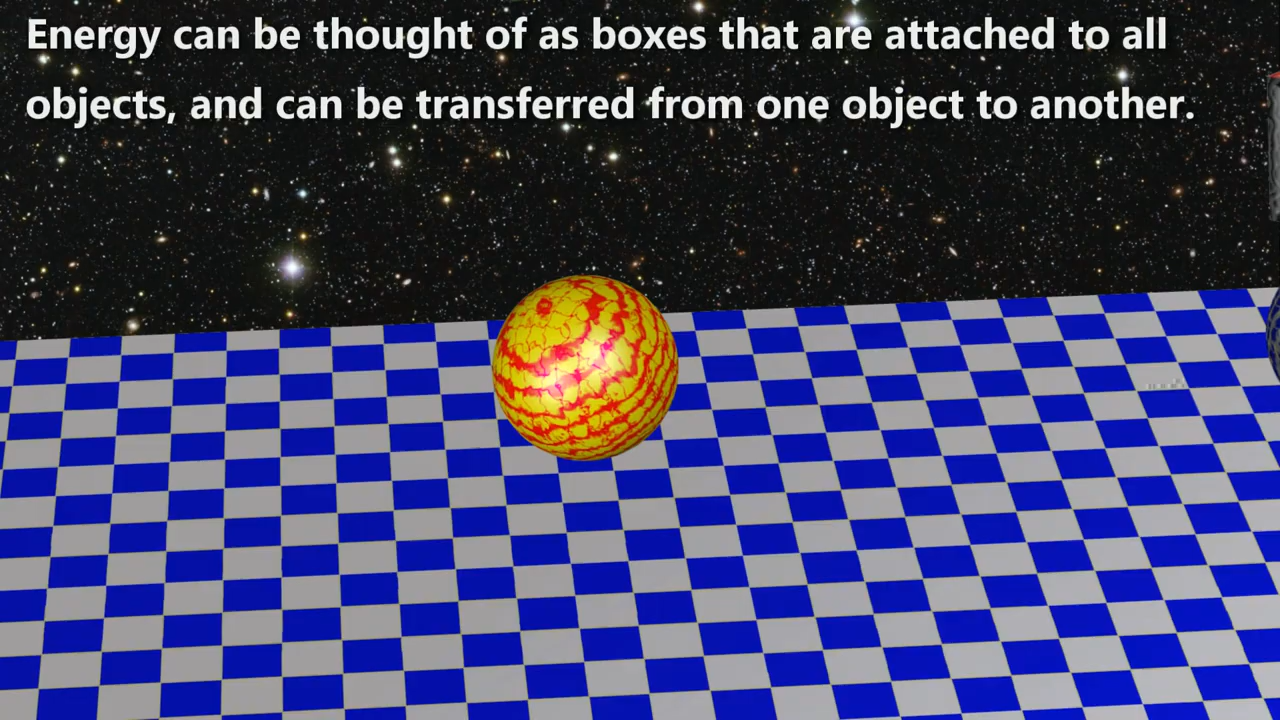 Energy can be thought of as boxes that are attached to all
objects, and can be transferred from one object to another.